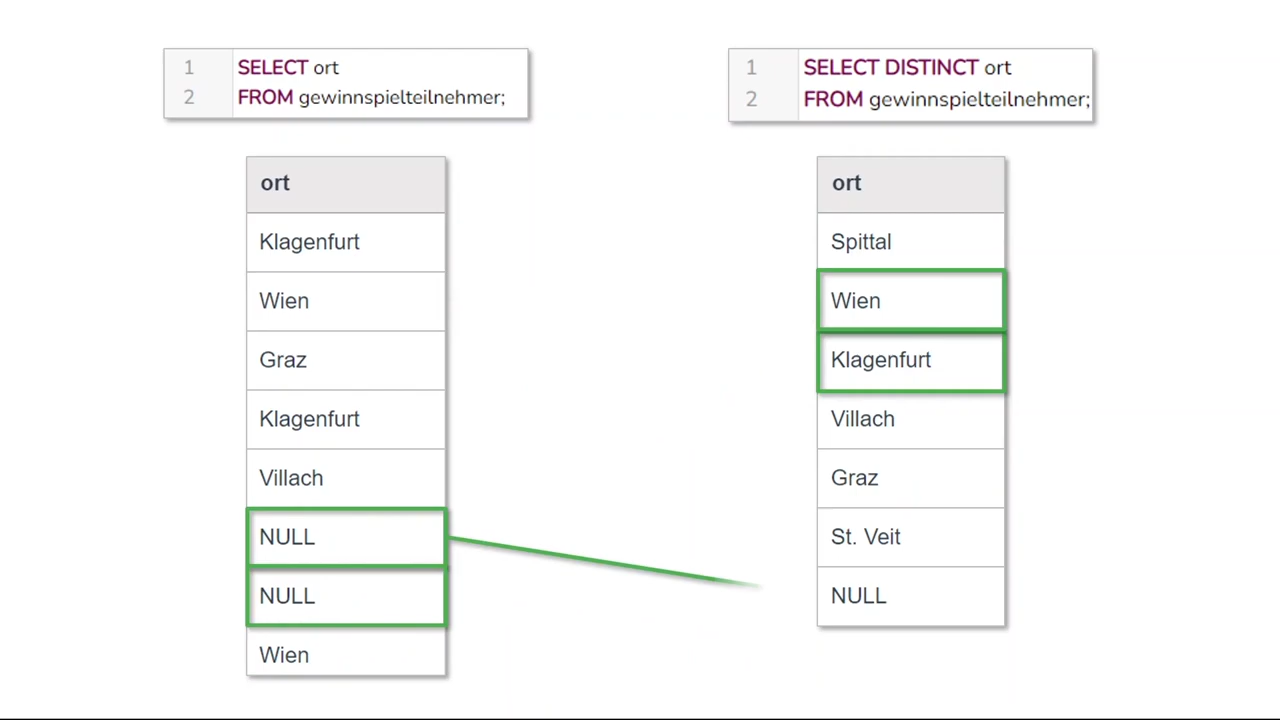 1 SELECT ort
2 FROM gewinnspielteilnehmer;
ort
Klagenfurt
Wien
Graz
Klagenfurt
Villach
NULL
NULL
Wien
1 SELECT DISTINCT ort
2 FROM gewinnspielteilnehmer;
ort
Spittal
Wien
Klagenfurt
Villach
Graz
St. Veit
NULL